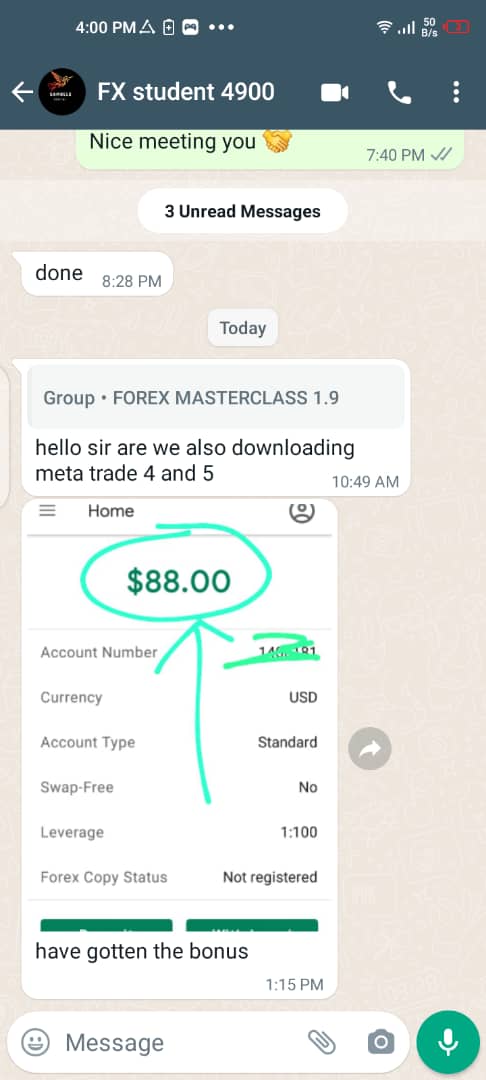 4:00 PM
50
B/s
3
FX student 4900
Nice meeting you 🤝
7:40 PM
3 Unread Messages
done
8:28 PM
Today
Group • FOREX MASTERCLASS 1.9
hello sir are we also downloading
meta trade 4 and 5
10:49 AM
Home
$88.00
Account Number
Currency USD
Account Type Standard
Swap-Free No
Leverage 1:100
Forex Copy Status Not registered
have gotten the bonus
1:15 PM
Message